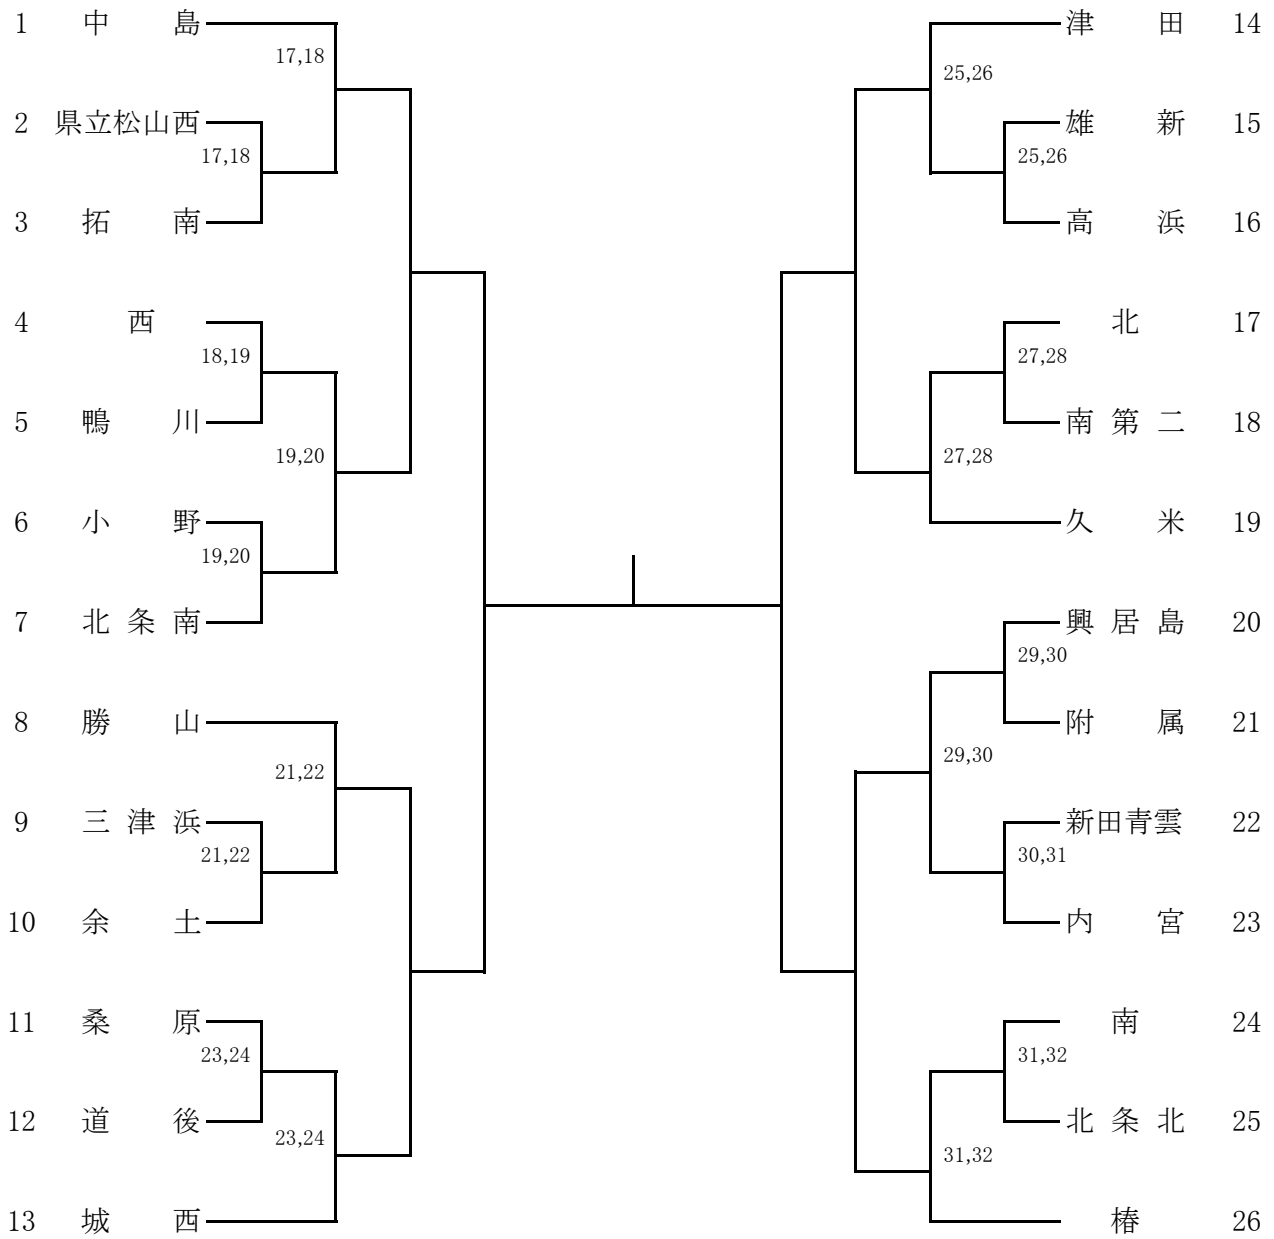 1 中島
17,18
2 県立松山西
17,18
3 拓南
4 西
18,19
5 鴨川
19,20
6 小野
19,20
7 北条南
8 勝山
21,22
9 三津浜
21,22
10 余土
11 桑原
23,24
12 道後
23,24
13 城西
津田 14
25,26
雄新 15
25,26
高浜 16
北 17
27,28
南第二 18
27,28
久米 19
興居島 20
29,30
附属 21
29,30
新田青雲 22
30,31
内宮 23
南 24
31,32
北条北 25
31,32
椿 26